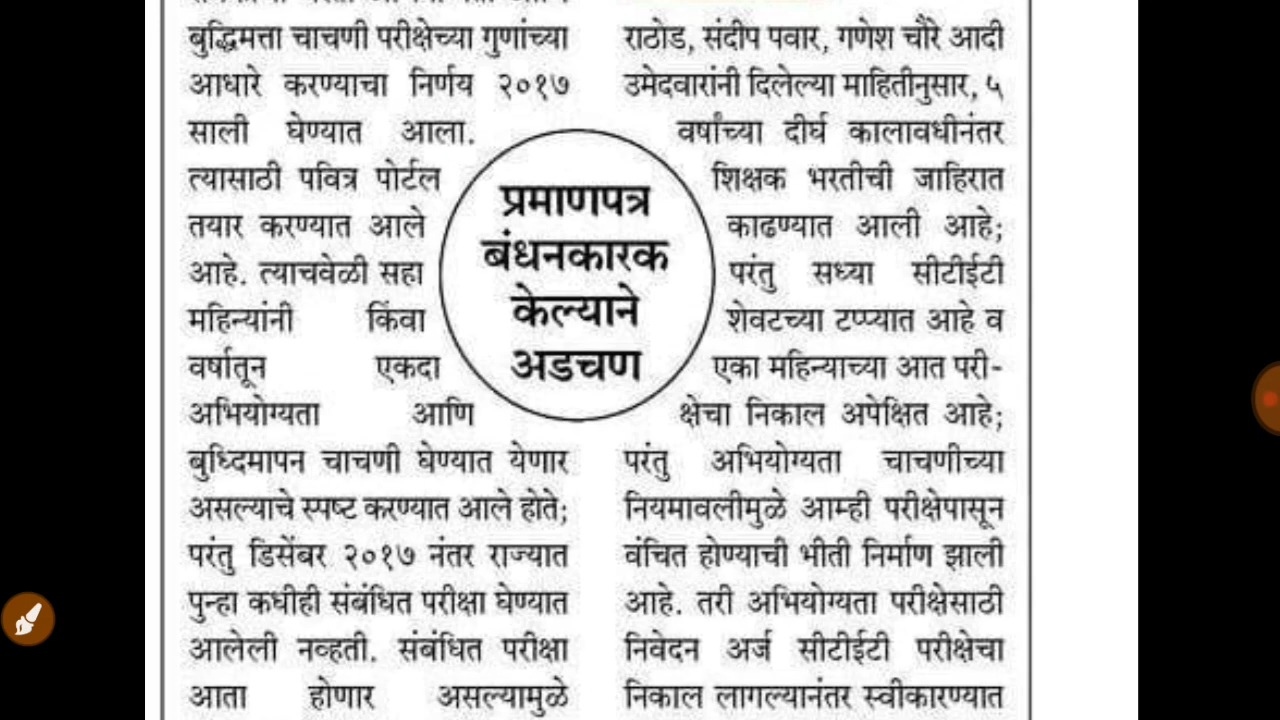 बुद्धिमत्ता चाचणी परीक्षेच्या गुणांच्या
आधारे करण्याचा निर्णय २०१७
साली घेण्यात आला.
त्यासाठी पवित्र पोर्टल
तयार करण्यात आले
आहे. त्याचवेळी सहा
महिन्यांनी किंवा
वर्षातून एकदा
अभियोग्यता आणि
बुध्दिमापन चाचणी घेण्यात येणार
असल्याचे स्पष्ट करण्यात आले होते;
परंतु डिसेंबर २०१७ नंतर राज्यात
पुन्हा कधीही संबंधित परीक्षा घेण्यात
आलेली नव्हती. संबंधित परीक्षा
आता होणार असल्यामुळे
प्रमाणपत्र
बंधनकारक
केल्याने
अडचण
राठोड, संदीप पवार, गणेश चौरे आदी
उमेदवारांनी दिलेल्या माहितीनुसार, ५
वर्षांच्या दीर्घ कालावधीनंतर
शिक्षक भरतीची जाहिरात
काढण्यात आली आहे;
परंतु सध्या सीटीईटी
शेवटच्या टप्प्यात आहे व
एका महिन्याच्या आत परी-
क्षेचा निकाल अपेक्षित आहे;
परंतु अभियोग्यता चाचणीच्या
नियमावलीमुळे आम्ही परीक्षेपासून
वंचित होण्याची भीती निर्माण झाली
आहे. तरी अभियोग्यता परीक्षेसाठी
निवेदन अर्ज सीटीईटी परीक्षेचा
निकाल लागल्यानंतर स्वीकारण्यात